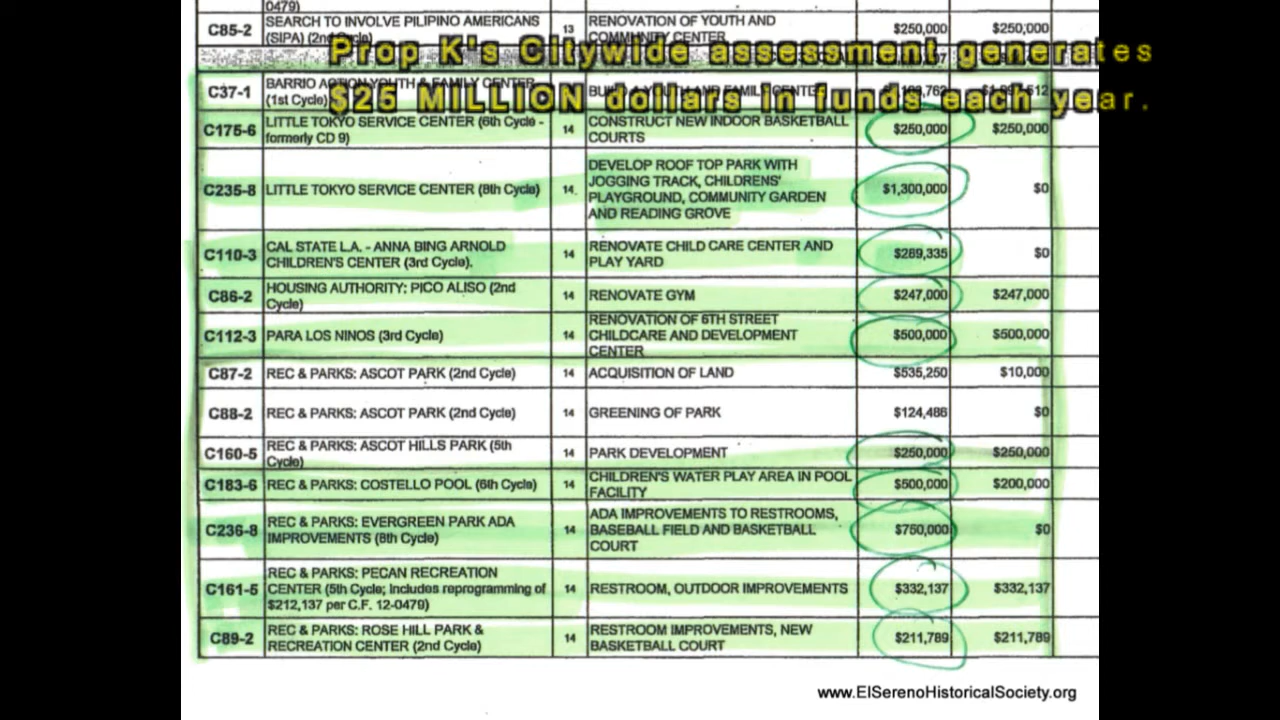 0479)
C85-2 SEARCH TO INVOLVE PILIPINO AMERICANS 13 RENOVATION OF YOUTH AND $250,000 $250,000
(SIPA) (2nd Cycle) COMMUNITY CENTER
Prop K's Citywide assessment generates
$25 MILLION dollars in funds each year.
C37-1 BARRIO ACTION YOUTH & FAMILY CENTER
(1st Cycle)
C175-6 LITTLE TOKYO SERVICE CENTER (6th Cycle - 14 CONSTRUCT NEW INDOOR BASKETBALL $250,000 $250,000
formerly CD 9) COURTS
DEVELOP ROOF TOP PARK WITH
C235-8 LITTLE TOKYO SERVICE CENTER (8th Cycle) 14 JOGGING TRACK, CHILDRENS' $1,300,000 $0
PLAYGROUND, COMMUNITY GARDEN
AND READING GROVE
C110-3 CAL STATE L.A. - ANNA BING ARNOLD 14 RENOVATE CHILD CARE CENTER AND $289,335 $0
CHILDREN'S CENTER (3rd Cycle). PLAY YARD
C86-2 HOUSING AUTHORITY: PICO ALISO (2nd 14 RENOVATE GYM $247,000 $247,000
Cycle)
RENOVATION OF 6TH STREET
C112-3 PARA LOS NINOS (3rd Cycle) 14 CHILDCARE AND DEVELOPMENT $500,000 $500,000
CENTER
C87-2 REC & PARKS: ASCOT PARK (2nd Cycle) 14 ACQUISITION OF LAND $535,250 $10,000
C88-2 REC & PARKS: ASCOT PARK (2nd Cycle) 14 GREENING OF PARK $124,486 $0
C160-5 REC & PARKS: ASCOT HILLS PARK (5th 14 PARK DEVELOPMENT $250,000 $250,000
Cycle)
C183-6 REC & PARKS: COSTELLO POOL (6th Cycle) 14 CHILDREN'S WATER PLAY AREA IN POOL $500,000 $200,000
FACILITY
C236-8 REC & PARKS: EVERGREEN PARK ADA 14 ADA IMPROVEMENTS TO RESTROOMS, $750,000 $0
IMPROVEMENTS (8th Cycle) BASEBALL FIELD AND BASKETBALL
COURT
REC & PARKS: PECAN RECREATION
C161-5 CENTER (5th Cycle; includes reprogramming of 14 RESTROOM, OUTDOOR IMPROVEMENTS $332,137 $332,137
$212,137 per C.F. 12-0479)
C89-2 REC & PARKS: ROSE HILL PARK & 14 RESTROOM IMPROVEMENTS, NEW $211,789 $211,789
RECREATION CENTER (2nd Cycle) BASKETBALL COURT
www.ElSerenoHistoricalSociety.org